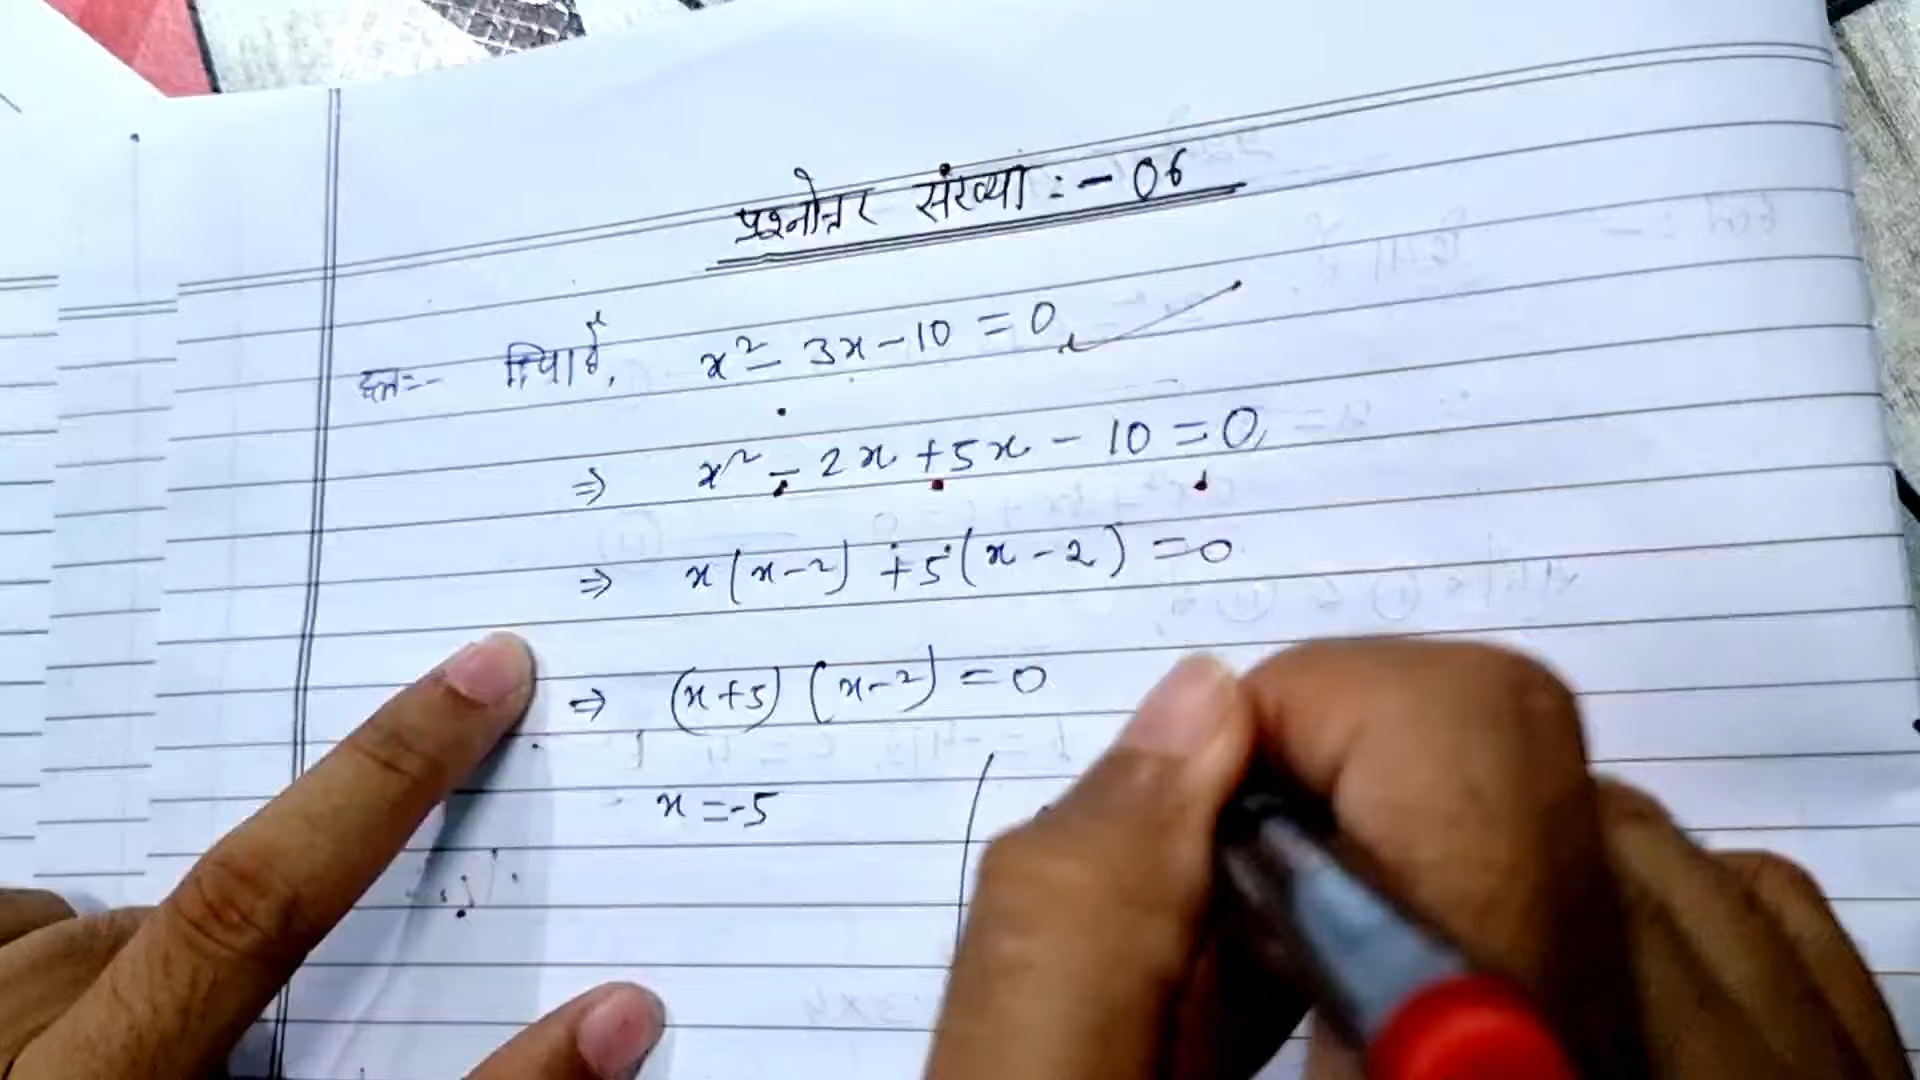 प्रश्नोत्तर संख्या :- 06
हल:- x² - 3x - 10 = 0
⇒ x² - 2x + 5x - 10 = 0
⇒ x(x-2) + 5(x-2) = 0
⇒ (x+5) (x-2) = 0
x = -5